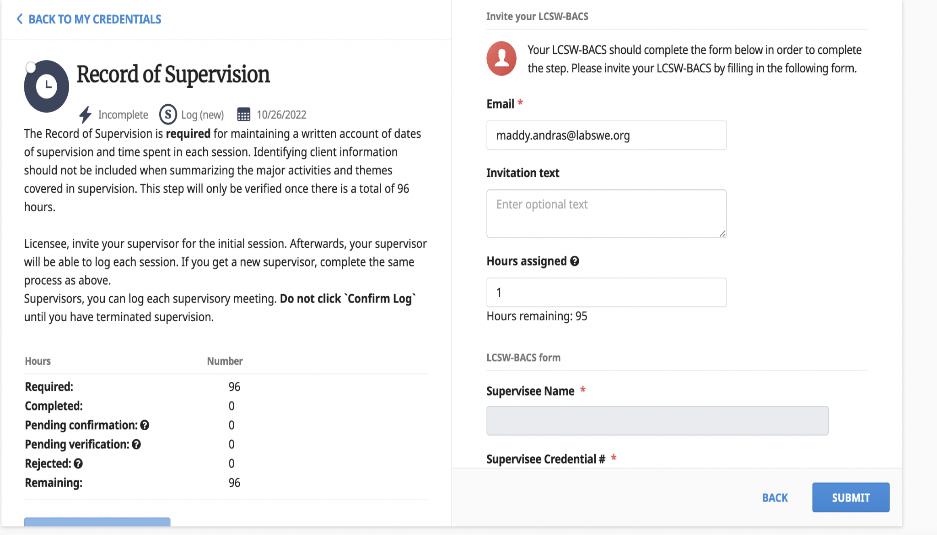 BACK TO MY CREDENTIALS
Record of Supervision
Incomplete
S
Log (new)
10/26/2022
The Record of Supervision is required for maintaining a written account of dates
of supervision and time spent in each session. Identifying client information
should not be included when summarizing the major activities and themes
covered in supervision. This step will only be verified once there is a total of 96
hours.
Licensee, invite your supervisor for the initial session. Afterwards, your supervisor
will be able to log each session. If you get a new supervisor, complete the same
process as above.
Supervisors, you can log each supervisory meeting. Do not click `Confirm Log`
until you have terminated supervision.
Hours Number
Required: 96
Completed: 0
Pending confirmation: ? 0
Pending verification: ? 0
Rejected: ? 0
Remaining: 96
Invite your LCSW-BACS
Your LCSW-BACS should complete the form below in order to complete
the step. Please invite your LCSW-BACS by filling in the following form.
Email *
maddy.andras@labswe.org
Invitation text
Enter optional text
Hours assigned ?
1
Hours remaining: 95
LCSW-BACS form
Supervisee Name *
Supervisee Credential # *
BACK
SUBMIT